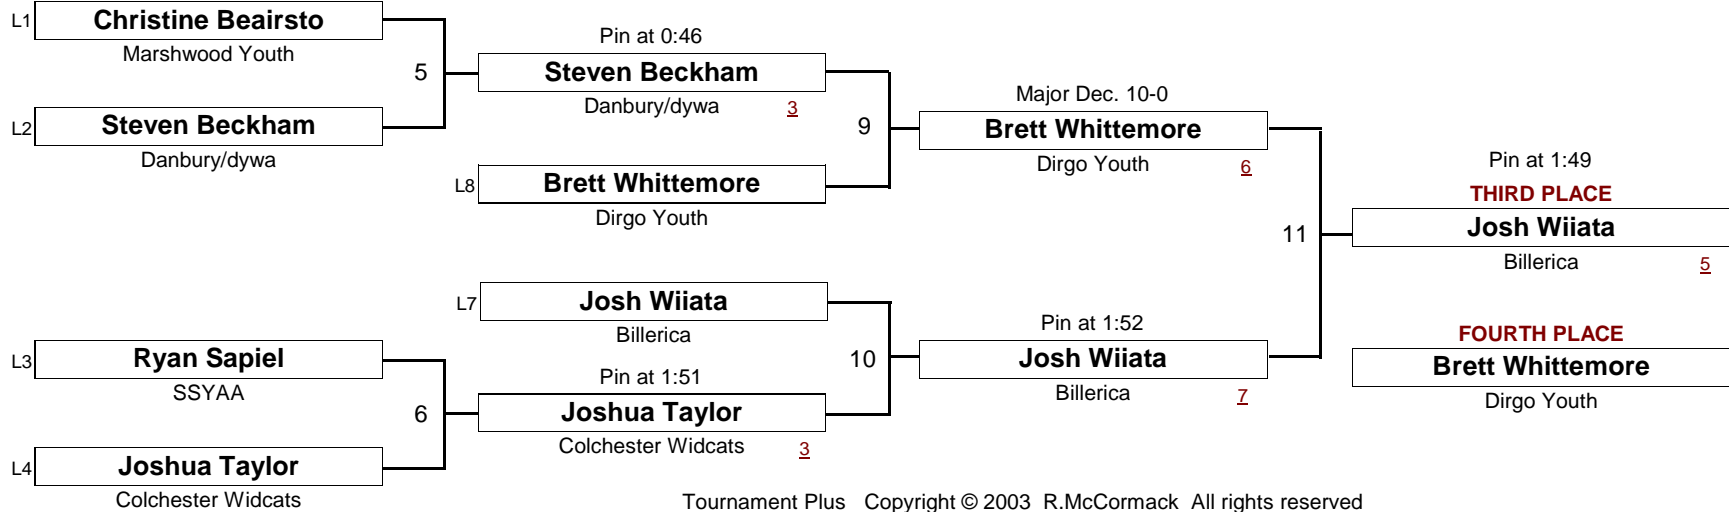 L1 Christine Beairsto
Marshwood Youth
5
L2 Steven Beckham
Danbury/dywa
Pin at 0:46
Steven Beckham
Danbury/dywa 3
9
L8 Brett Whittemore
Dirgo Youth
Major Dec. 10-0
Brett Whittemore
Dirgo Youth 6
L7 Josh Wiiata
Billerica
10
L3 Ryan Sapiel
SSYAA
6
L4 Joshua Taylor
Colchester Widcats
Pin at 1:51
Joshua Taylor
Colchester Widcats 3
Pin at 1:52
Josh Wiiata
Billerica 7
11
Pin at 1:49
THIRD PLACE
Josh Wiiata
Billerica 5
FOURTH PLACE
Brett Whittemore
Dirgo Youth
Tournament Plus Copyright © 2003 R.McCormack All rights reserved